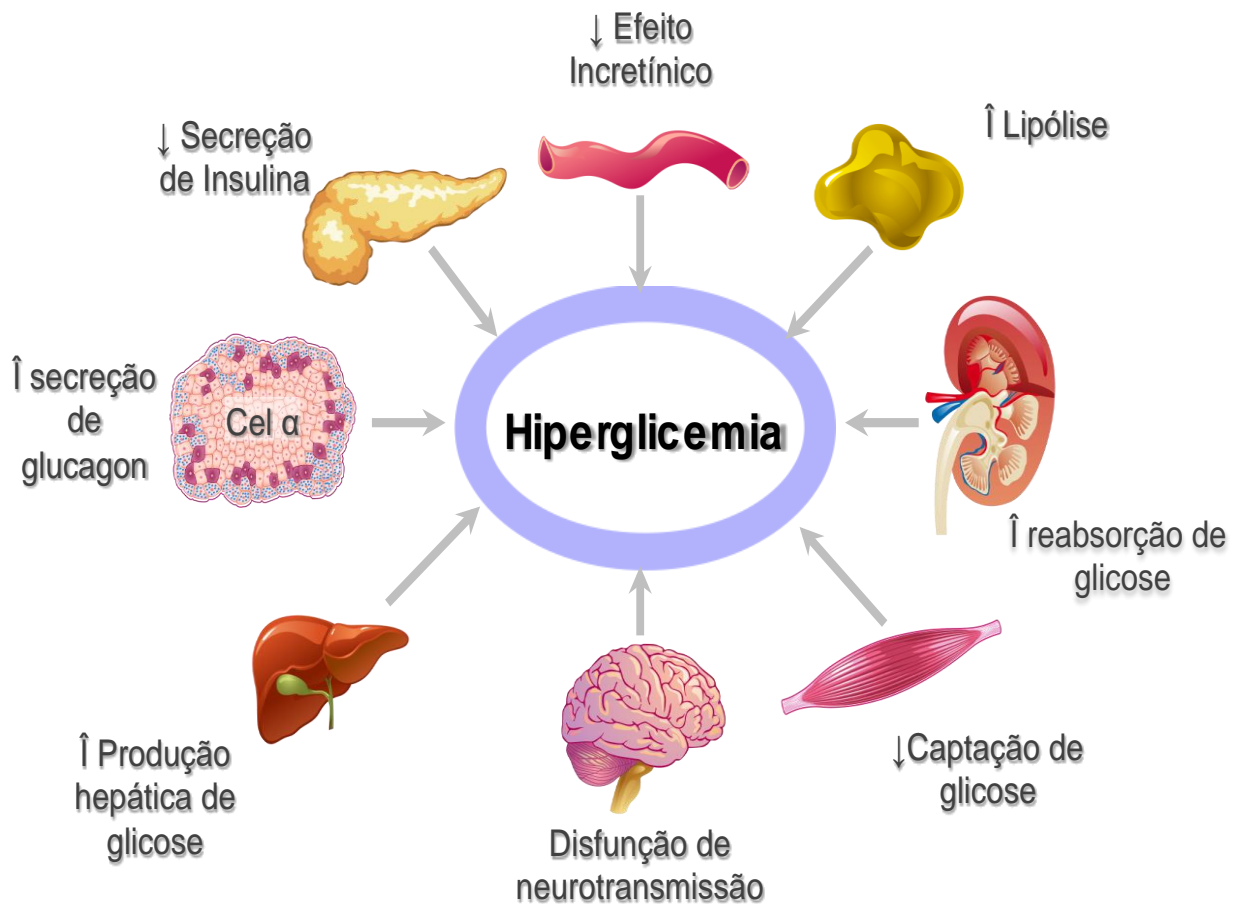 ↓ Efeito
Incretínico
↓ Secreção
de Insulina
Î Lipólise
Î secreção
de
glucagon
Cel α
Hiperglicemia
Î reabsorção de
glicose
Î Produção
hepática de
glicose
Disfunção de
neurotransmissão
↓Captação de
glicose